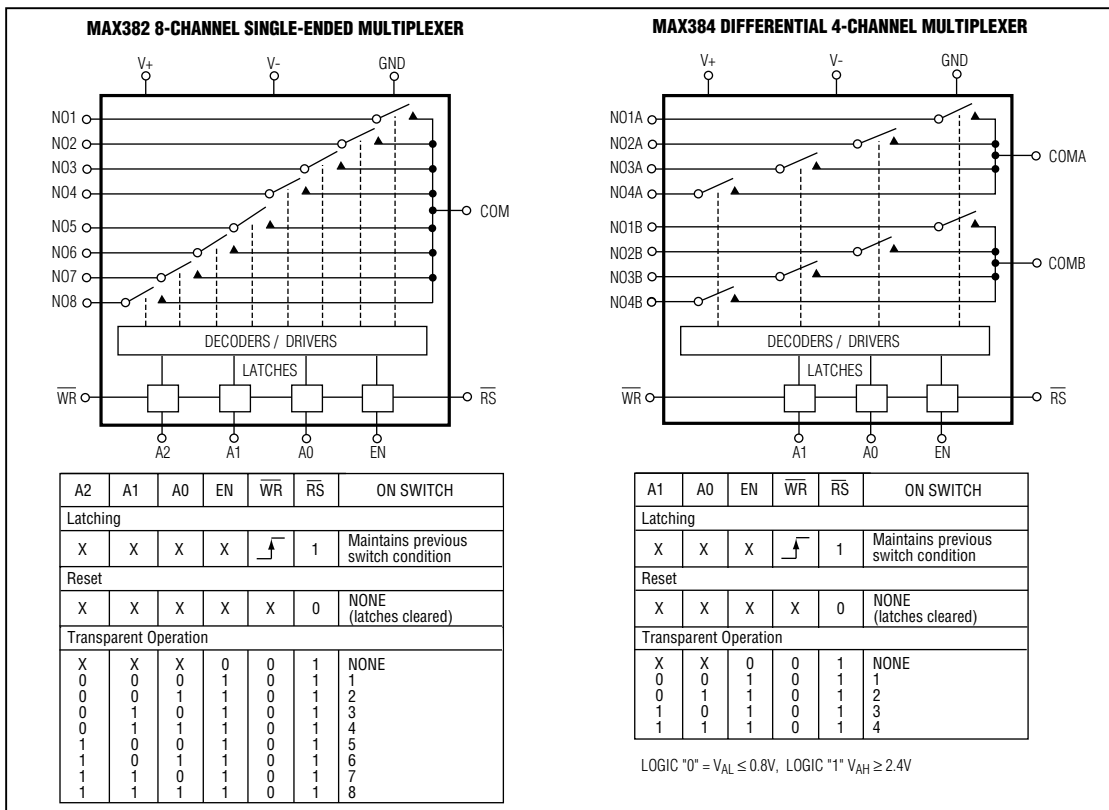 MAX382 8-CHANNEL SINGLE-ENDED MULTIPLEXER
V+ V- GND
NO1
NO2
NO3
NO4
COM
NO5
NO6
NO7
NO8
DECODERS / DRIVERS
LATCHES
W̅R̅ R̅S̅
A2 A1 A0 EN
A2 A1 A0 EN W̅R̅ R̅S̅ ON SWITCH
Latching
X X X X 1 Maintains previous
switch condition
Reset
X X X X X 0 NONE
(latches cleared)
Transparent Operation
X X X 0 0 1 NONE
0 0 0 1 0 1 1
0 0 1 1 0 1 2
0 1 0 1 0 1 3
0 1 1 1 0 1 4
1 0 0 1 0 1 5
1 0 1 1 0 1 6
1 1 0 1 0 1 7
1 1 1 1 0 1 8
MAX384 DIFFERENTIAL 4-CHANNEL MULTIPLEXER
V+ V- GND
NO1A
NO2A
COMA
NO3A
NO4A
NO1B
NO2B
COMB
NO3B
NO4B
DECODERS / DRIVERS
LATCHES
W̅R̅ R̅S̅
A1 A0 EN
A1 A0 EN W̅R̅ R̅S̅ ON SWITCH
Latching
X X X 1 Maintains previous
switch condition
Reset
X X X X 0 NONE
(latches cleared)
Transparent Operation
X X 0 0 1 NONE
0 0 1 0 1 1
0 1 1 0 1 2
1 0 1 0 1 3
1 1 1 0 1 4
LOGIC "0" = VAL ≤ 0.8V, LOGIC "1" VAH ≥ 2.4V